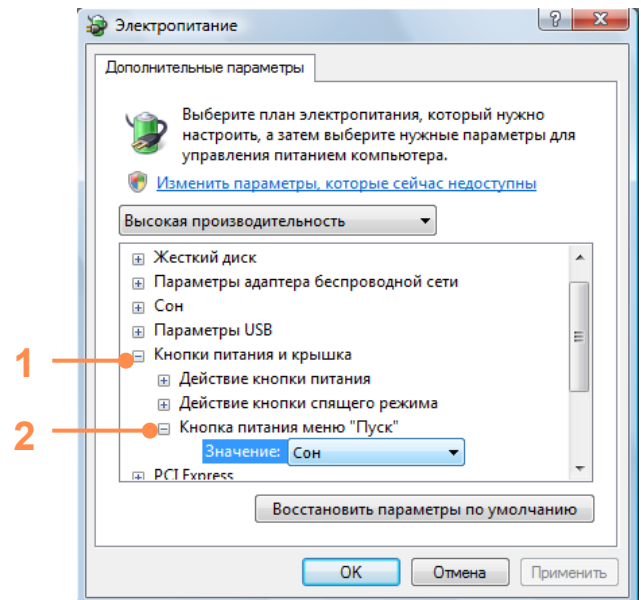 Электропитание
Дополнительные параметры
Выберите план электропитания, который нужно
настроить, а затем выберите нужные параметры для
управления питанием компьютера.
Изменить параметры, которые сейчас недоступны
Высокая производительность
Жесткий диск
Параметры адаптера беспроводной сети
Сон
Параметры USB
1 Кнопки питания и крышка
Действие кнопки питания
Действие кнопки спящего режима
2 Кнопка питания меню "Пуск"
Значение: Сон
PCI Express
Восстановить параметры по умолчанию
OK Отмена Применить